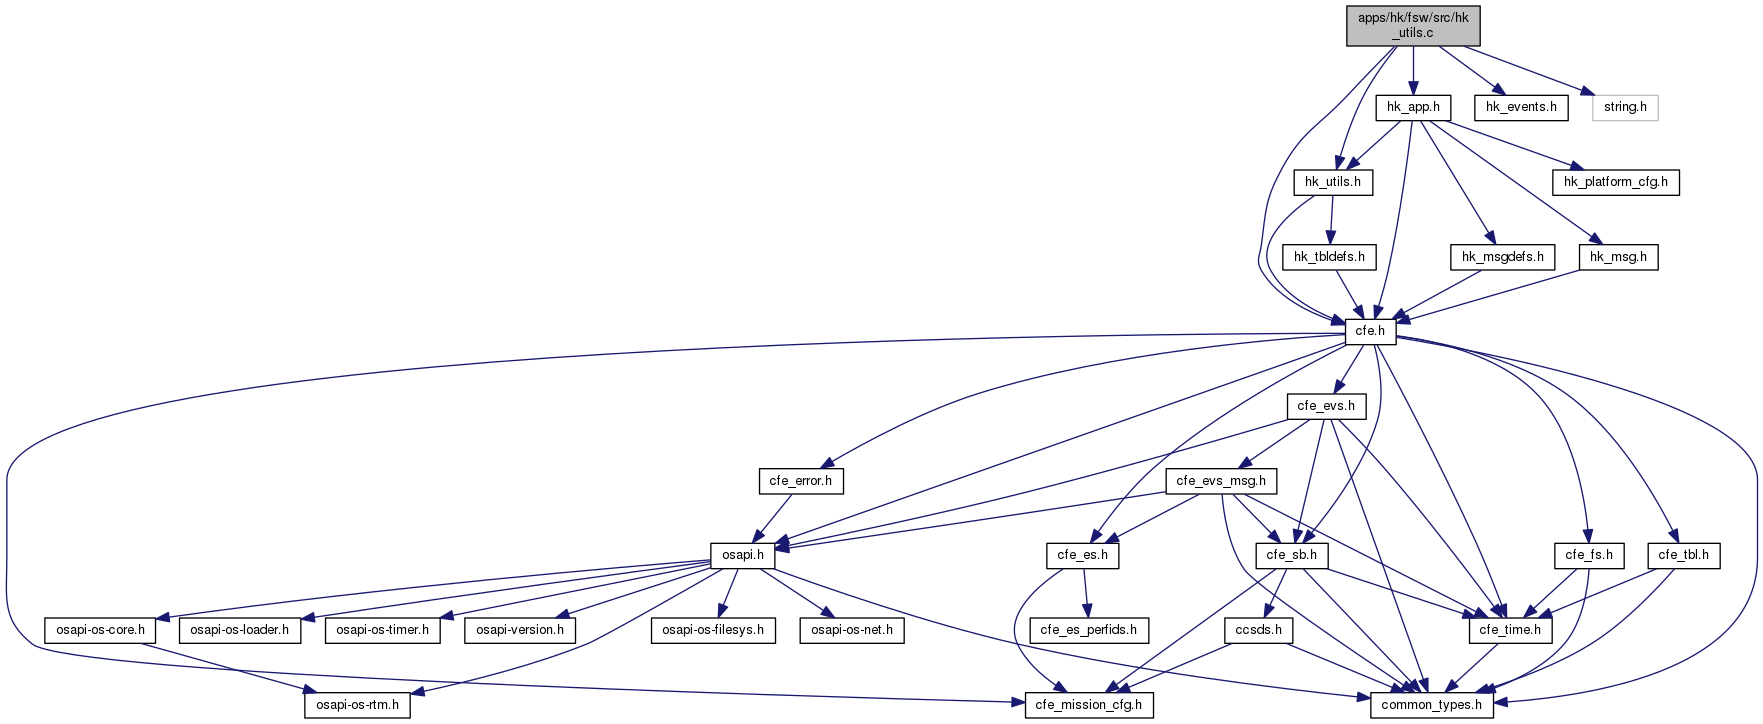 apps/hk/fsw/src/hk
_utils.c
hk_app.h
hk_events.h
string.h
hk_utils.h
hk_platform_cfg.h
hk_tbldefs.h
hk_msgdefs.h
hk_msg.h
cfe.h
cfe_evs.h
cfe_error.h
cfe_evs_msg.h
osapi.h
cfe_es.h
cfe_sb.h
cfe_fs.h
cfe_tbl.h
osapi-os-core.h
osapi-os-loader.h
osapi-os-timer.h
osapi-version.h
osapi-os-filesys.h
osapi-os-net.h
cfe_es_perfids.h
ccsds.h
cfe_time.h
osapi-os-rtm.h
cfe_mission_cfg.h
common_types.h